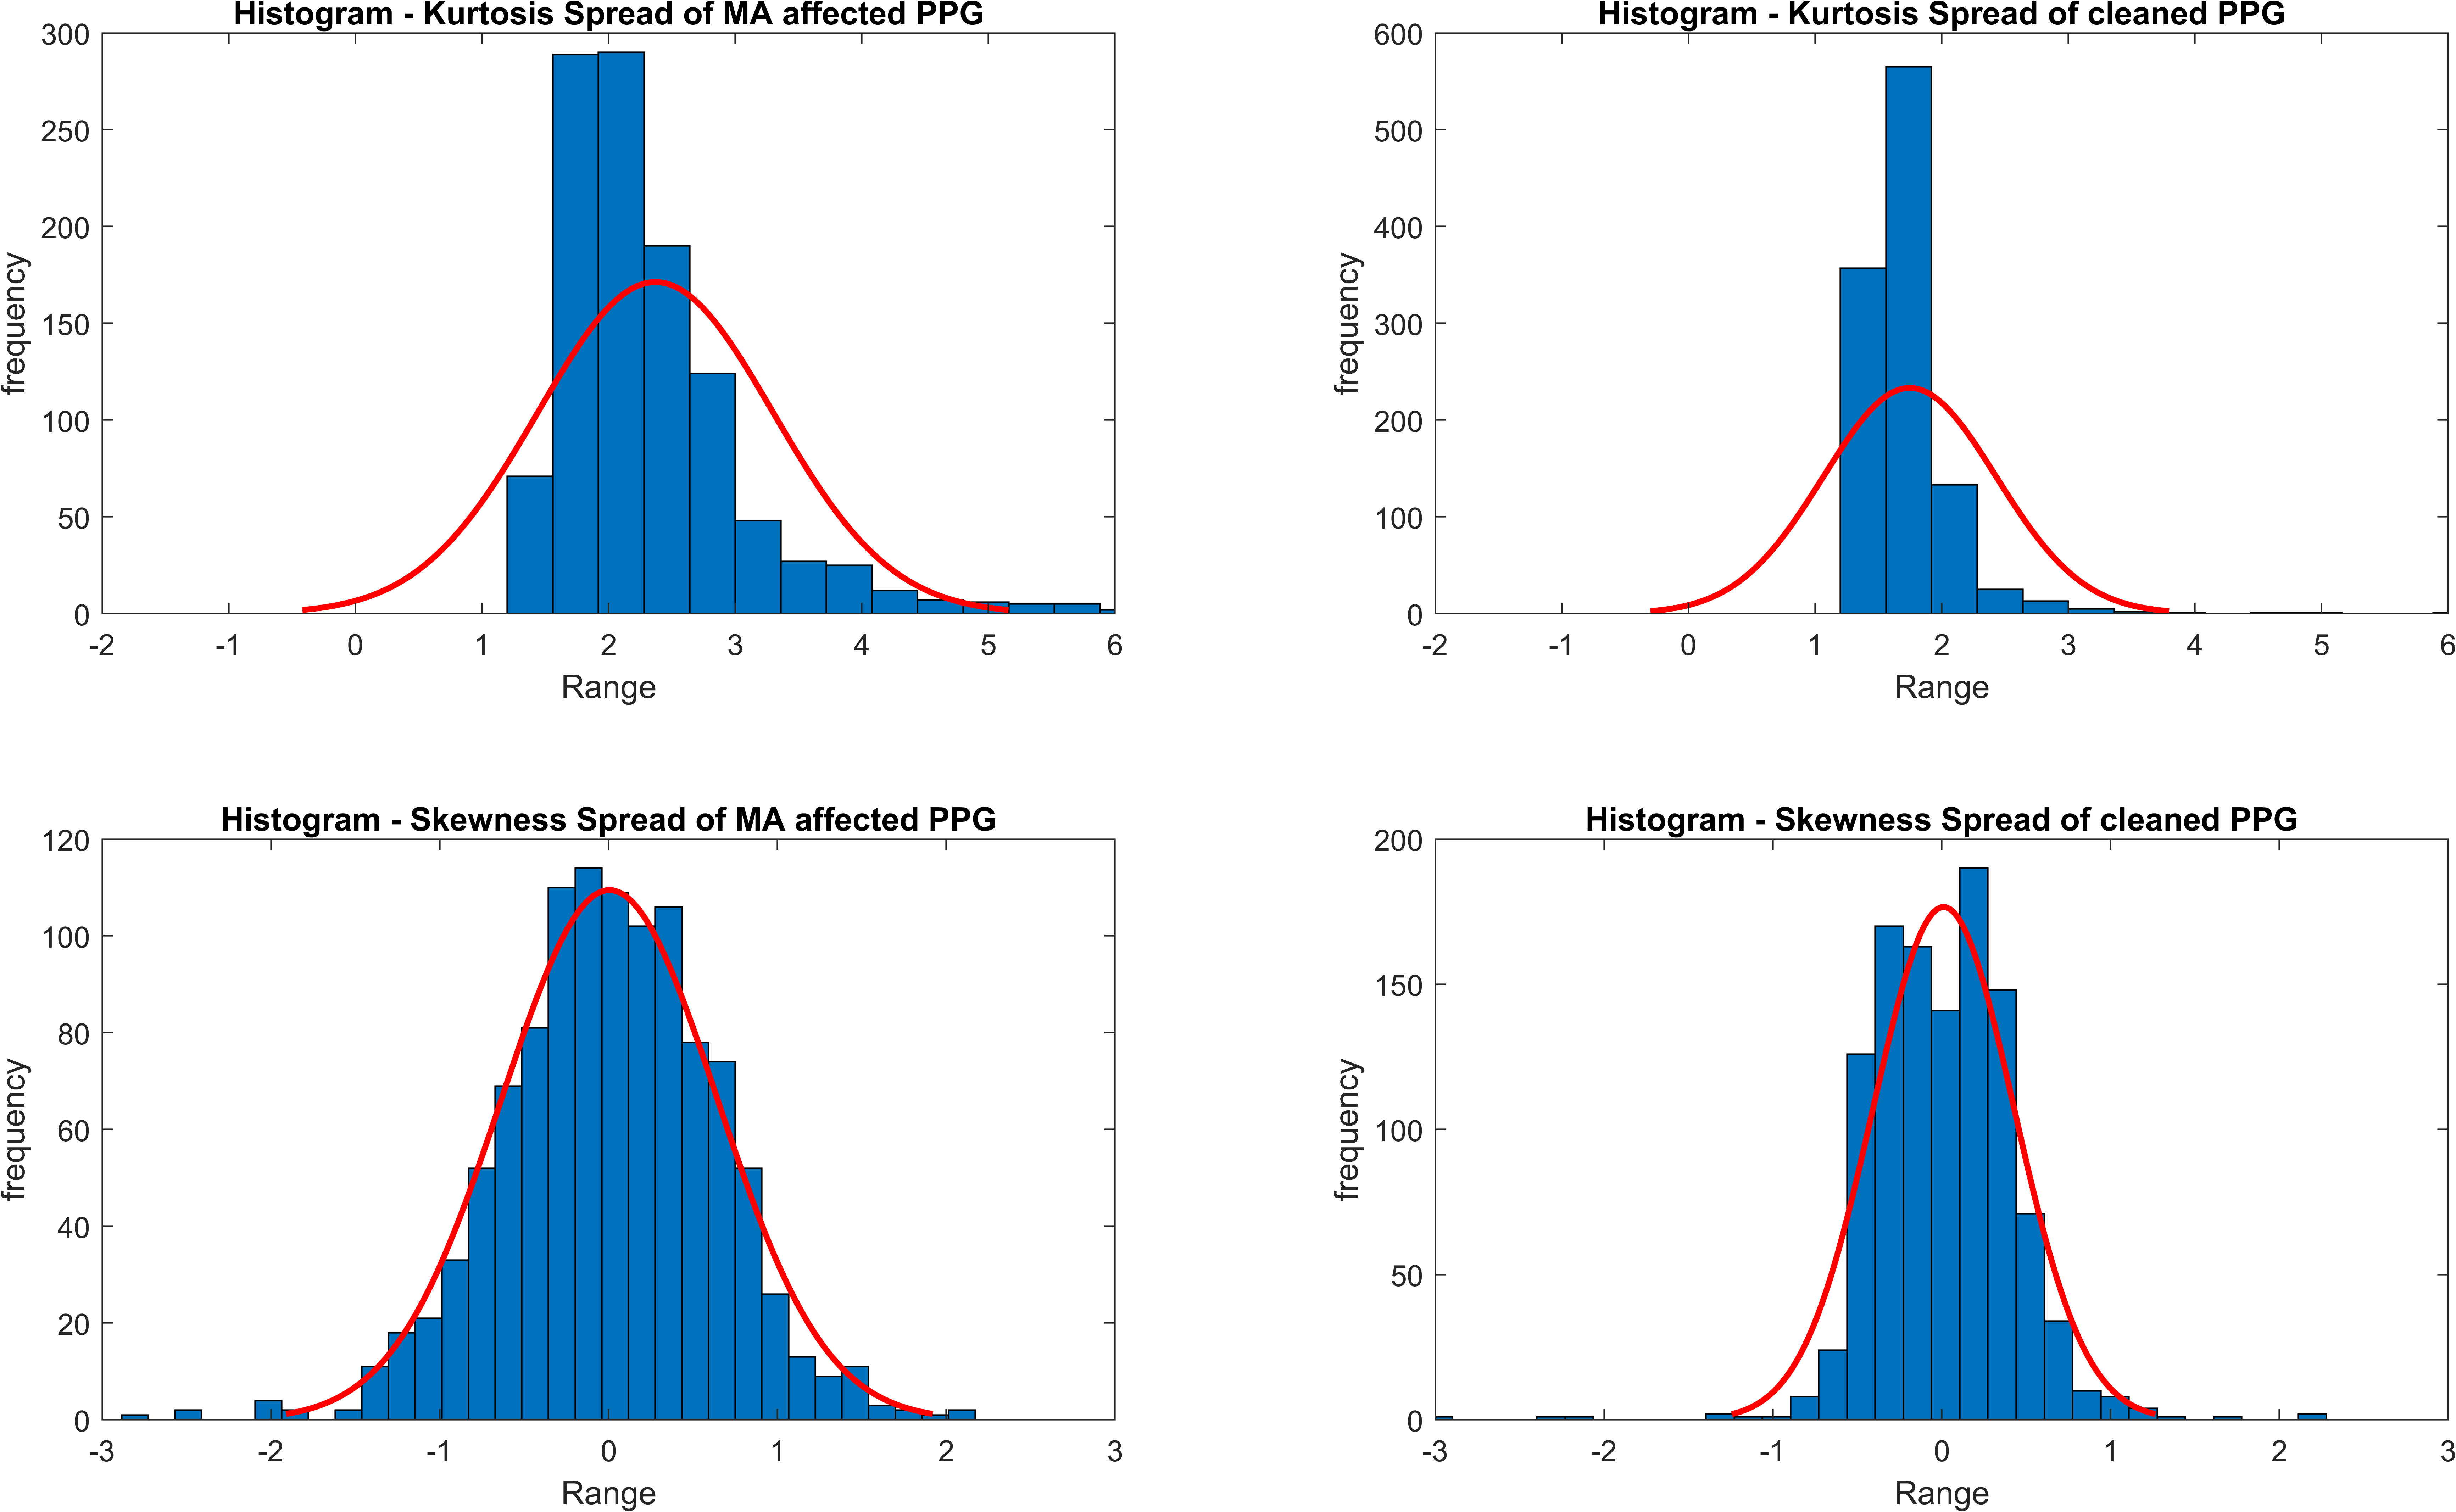 Histogram - Kurtosis Spread of MA affected PPG
300
250
200
150
100
50
0
frequency
-2 -1 0 1 2 3 4 5 6
Range
Histogram - Kurtosis Spread of cleaned PPG
600
500
400
300
200
100
0
frequency
-2 -1 0 1 2 3 4 5 6
Range
Histogram - Skewness Spread of MA affected PPG
120
100
80
60
40
20
0
frequency
-3 -2 -1 0 1 2 3
Range
Histogram - Skewness Spread of cleaned PPG
200
150
100
50
0
frequency
-3 -2 -1 0 1 2 3
Range